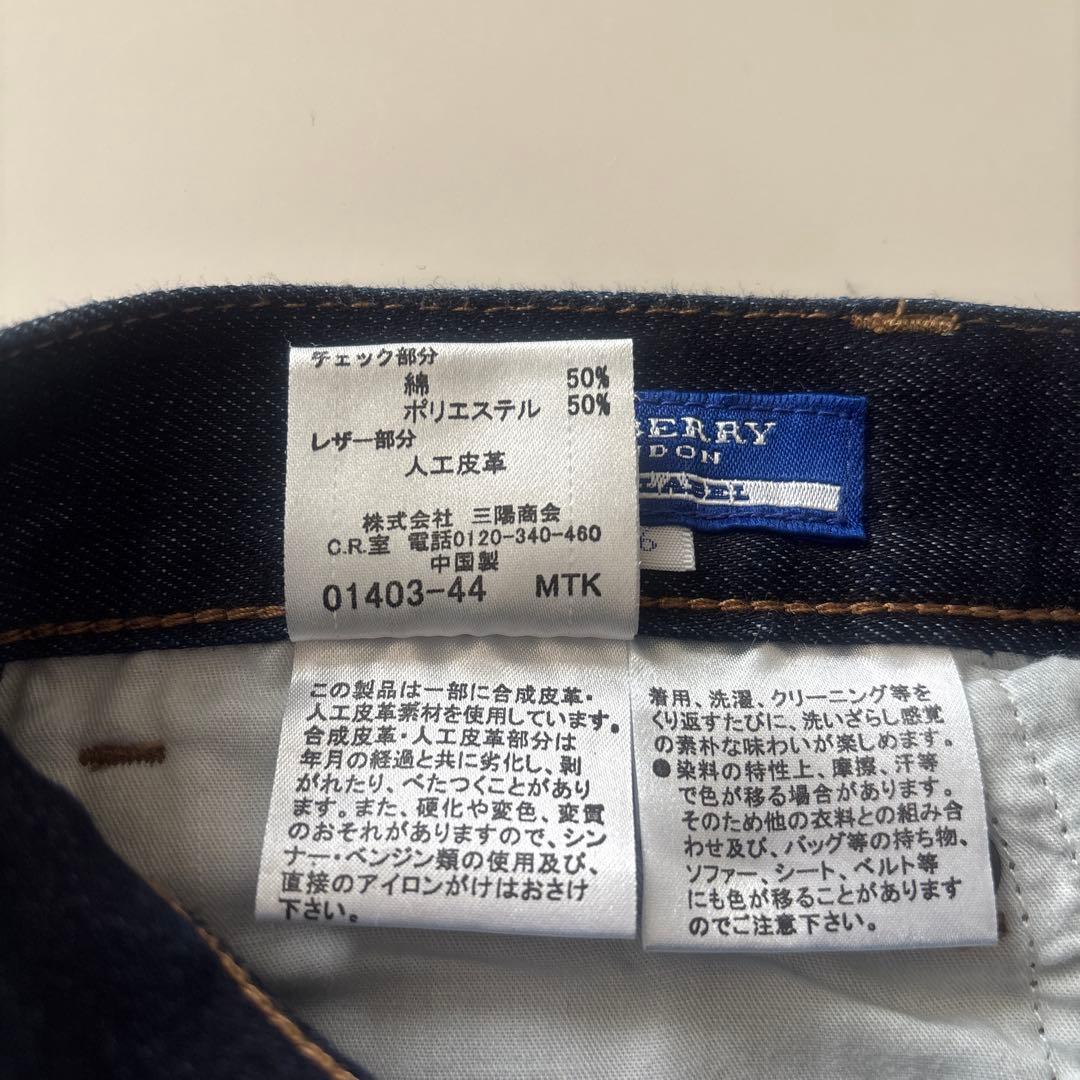 チェック部分
綿 50%
ポリエステル 50%
レザー部分
人工皮革
株式会社 三陽商会
C.R.室 電話0120-340-460
中国製
01403-44 MTK
BERRY
NDON
LABEL
6
この製品は一部に合成皮革・
人工皮革素材を使用しています。
合成皮革・人工皮革部分は
年月の経過と共に劣化し、剥
がれたり、べたつくことがあり
ます。また、硬化や変色、変質
のおそれがありますので、シン
ナー・ベンジン類の使用及び、
直接のアイロンがけはおさけ
下さい。
着用、洗濯、クリーニング等を
くり返すたびに、洗いざらし感覚
の素朴な味わいが楽しめます。
●染料の特性上、摩擦、汗等
で色が移る場合があります。
そのため他の衣料との組み合
わせ及び、バッグ等の持ち物、
ソファー、シート、ベルト等
にも色が移ることがあります
のでご注意下さい。